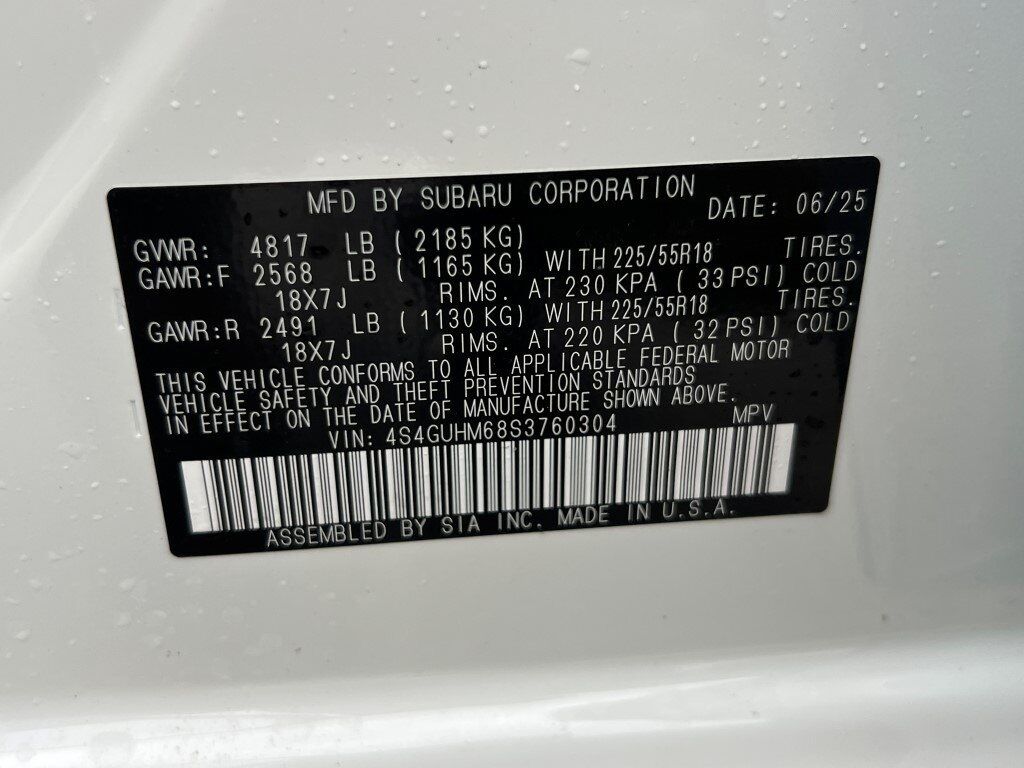 MFD BY SUBARU CORPORATION DATE: 06/25
GVWR: 4817 LB ( 2185 KG)
GAWR:F 2568 LB ( 1165 KG) WITH 225/55R18 TIRES.
18X7J RIMS. AT 230 KPA ( 33 PSI) COLD
GAWR:R 2491 LB ( 1130 KG) WITH 225/55R18 TIRES.
18X7J RIMS. AT 220 KPA ( 32 PSI) COLD
THIS VEHICLE CONFORMS TO ALL APPLICABLE FEDERAL MOTOR
VEHICLE SAFETY AND THEFT PREVENTION STANDARDS
IN EFFECT ON THE DATE OF MANUFACTURE SHOWN ABOVE.
VIN: 4S4GUHM68S3760304 MPV
ASSEMBLED BY SIA INC. MADE IN U.S.A.